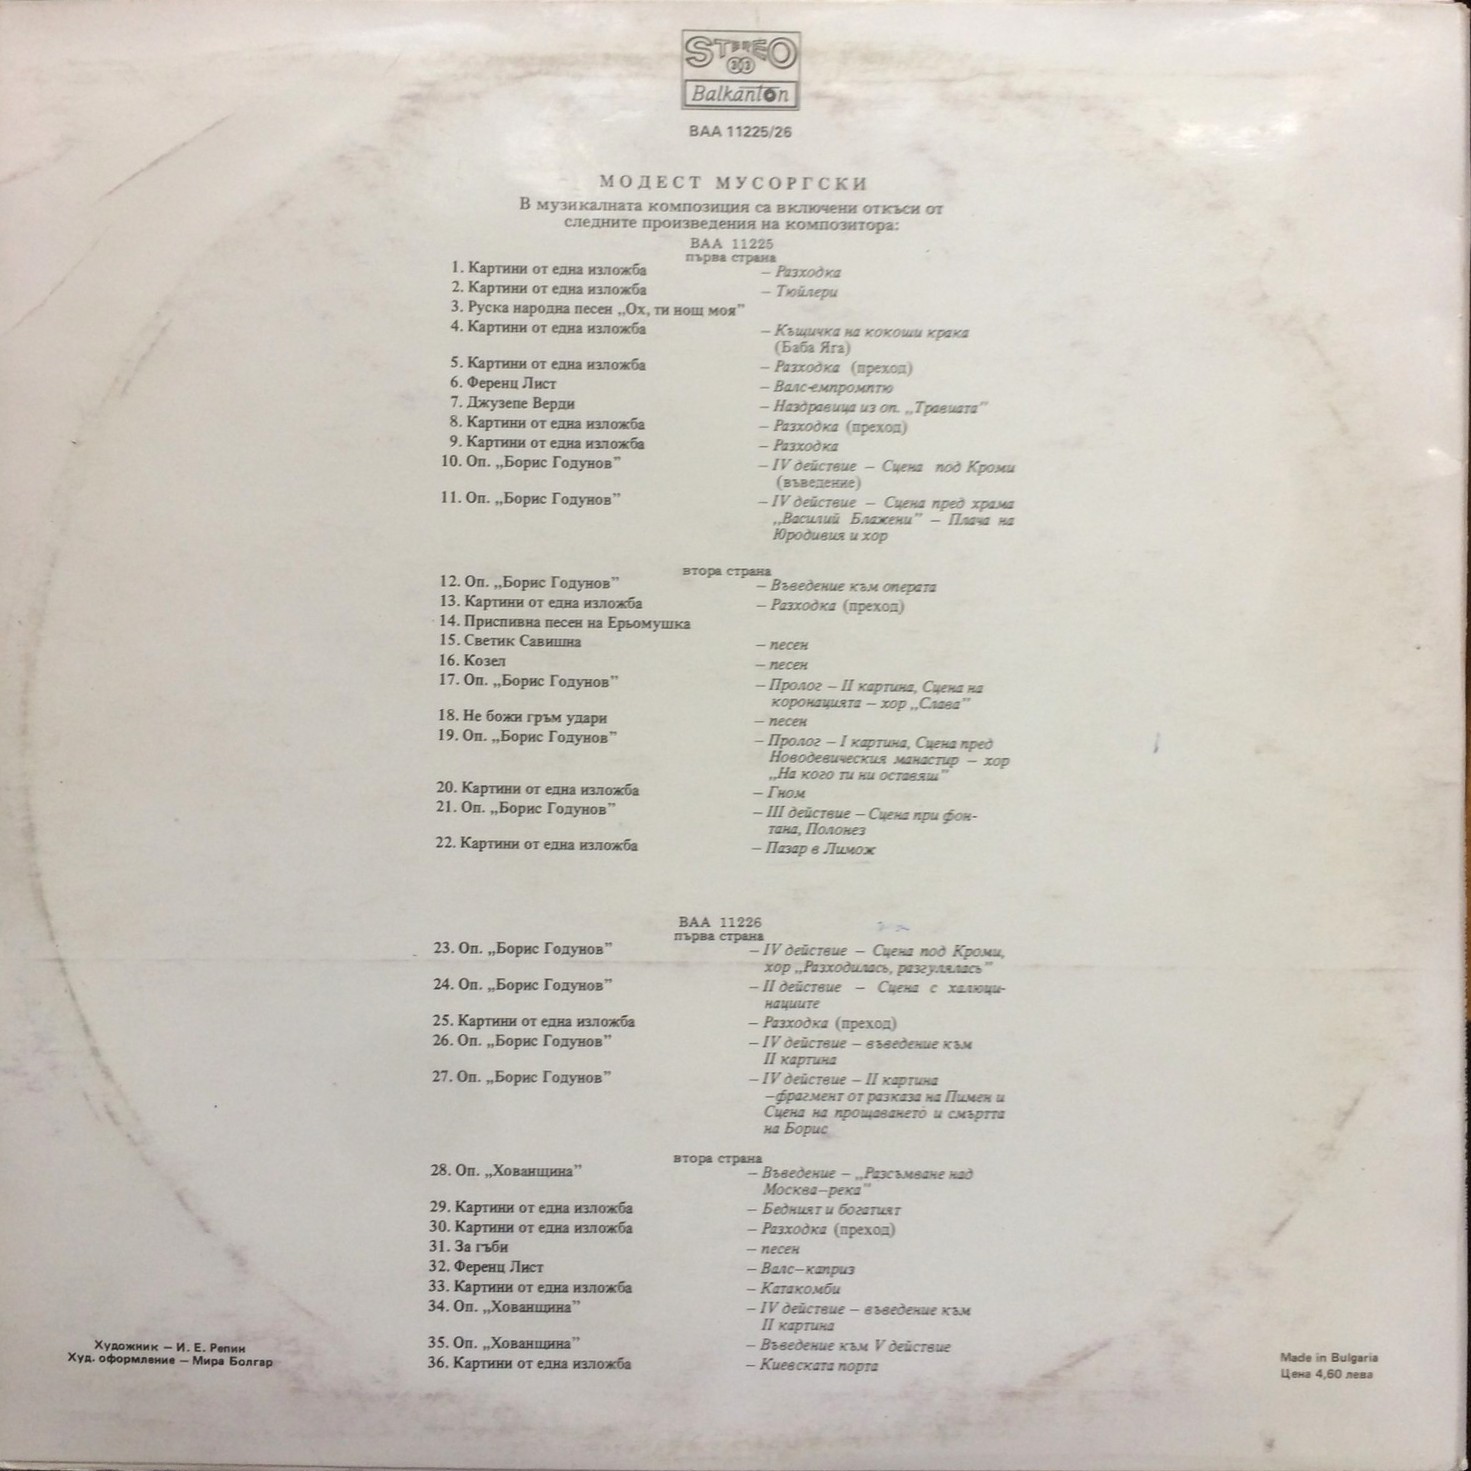 STEREO
33
Balkanton
ВАА 11225/26
МОДЕСТ МУСОРГСКИ
В музикалната композиция са включени откъси от
следните произведения на композитора:
ВАА 11225
първа страна
1. Картини от една изложба – Разходка
2. Картини от една изложба – Тюйлери
3. Руска народна песен „Ох, ти нощ моя”
4. Картини от една изложба – Къщичка на кокоши крака
(Баба Яга)
5. Картини от една изложба – Разходка (преход)
6. Ференц Лист – Валс-емпромптю
7. Джузепе Верди – Наздравица из оп. „Травиата”
8. Картини от една изложба – Разходка (преход)
9. Картини от една изложба – Разходка
10. Оп. „Борис Годунов” – IV действие – Сцена под Кроми
(въведение)
11. Оп. „Борис Годунов” – IV действие – Сцена пред храма
„Василий Блажени” – Плача на
Юродивия и хор
втора страна
12. Оп. „Борис Годунов” – Въведение към операта
13. Картини от една изложба – Разходка (преход)
14. Приспивна песен на Ерьомушка
15. Светик Савишна – песен
16. Козел – песен
17. Оп. „Борис Годунов” – Пролог – II картина, Сцена на
коронацията – хор „Слава”
18. Не божи гръм удари – песен
19. Оп. „Борис Годунов” – Пролог – I картина, Сцена пред
Новодевическия манастир – хор
„На кого ти ни оставяш”
20. Картини от една изложба – Гном
21. Оп. „Борис Годунов” – III действие – Сцена при фон-
тана, Полонез
22. Картини от една изложба – Пазар в Лимож
ВАА 11226
първа страна
23. Оп. „Борис Годунов” – IV действие – Сцена под Кроми,
хор „Разходилась, разгулялась”
24. Оп. „Борис Годунов” – II действие – Сцена с халюци-
нациите
25. Картини от една изложба – Разходка (преход)
26. Оп. „Борис Годунов” – IV действие – въведение към
II картина
27. Оп. „Борис Годунов” – IV действие – II картина
–фрагмент от разказа на Пимен и
Сцена на прощаването и смъртта
на Борис
втора страна
28. Оп. „Хованщина” – Въведение – „Разсъмване над
Москва–река”
29. Картини от една изложба – Бедният и богатият
30. Картини от една изложба – Разходка (преход)
31. За гъби – песен
32. Ференц Лист – Валс–каприз
33. Картини от една изложба – Катакомби
34. Оп. „Хованщина” – IV действие – въведение към
II картина
35. Оп. „Хованщина” – Въведение към V действие
36. Картини от една изложба – Киевската порта
Художник – И. Е. Репин
Худ. оформление – Мира Болгар
Made in Bulgaria
Цена 4,60 лева